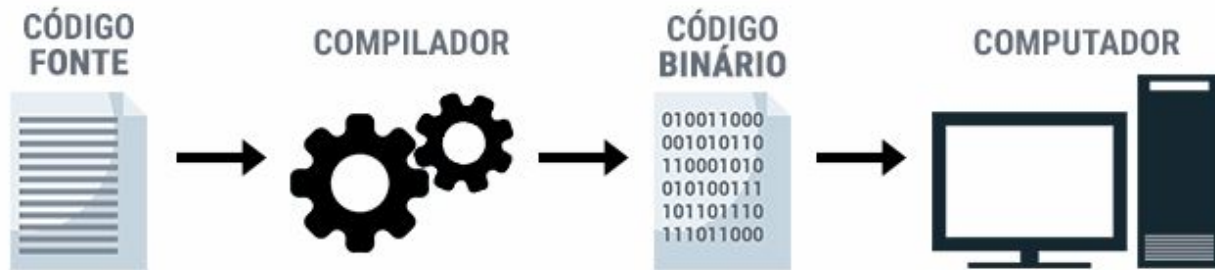 CÓDIGO
FONTE
COMPILADOR
CÓDIGO
BINÁRIO
COMPUTADOR
010011000
001010110
110001010
010100111
101101110
111011000